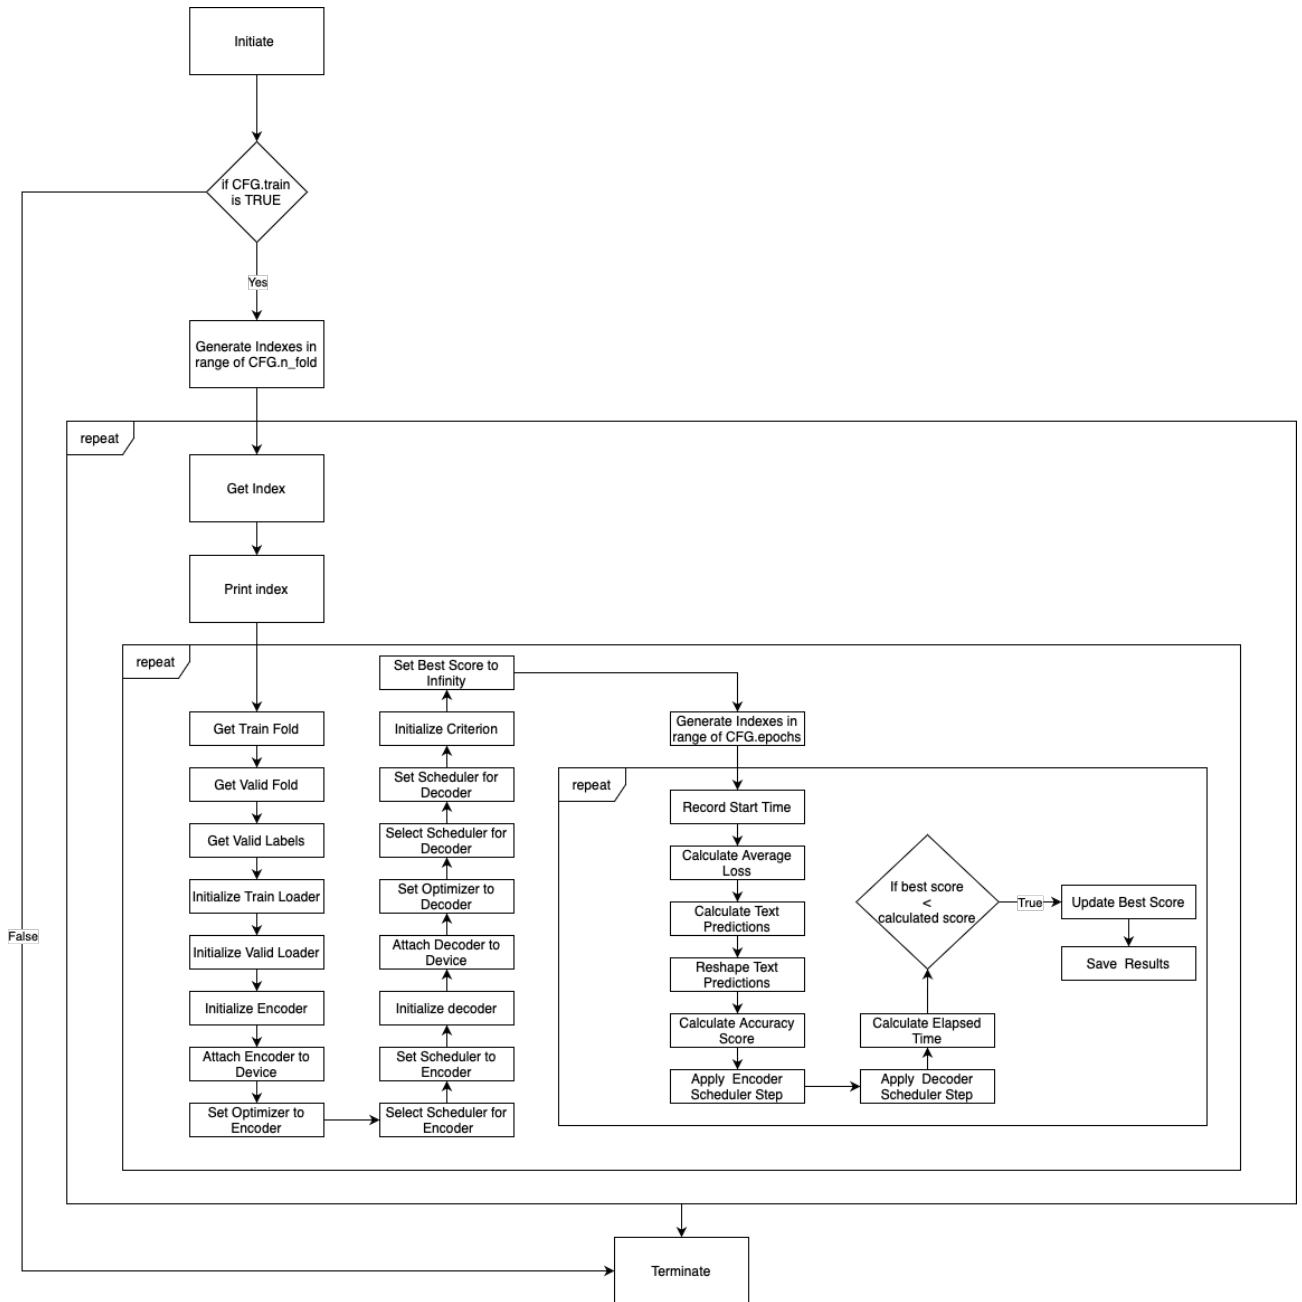 Initiate
if CFG.train
is TRUE
Yes
Generate Indexes in
range of CFG.n_fold
repeat
Get Index
Print index
repeat
Get Train Fold
Get Valid Fold
Get Valid Labels
Initialize Train Loader
Initialize Valid Loader
Initialize Encoder
Attach Encoder to
Device
Set Optimizer to
Encoder
Select Scheduler for
Encoder
Set Scheduler to
Encoder
Initialize decoder
Attach Decoder to
Device
Set Optimizer to
Decoder
Select Scheduler for
Decoder
Set Scheduler for
Decoder
Initialize Criterion
Set Best Score to
Infinity
Generate Indexes in
range of CFG.epochs
repeat
Record Start Time
Calculate Average
Loss
Calculate Text
Predictions
Reshape Text
Predictions
Calculate Accuracy
Score
Apply Encoder
Scheduler Step
Apply Decoder
Scheduler Step
Calculate Elapsed
Time
If best score
<
calculated score
True
Update Best Score
Save Results
False
Terminate